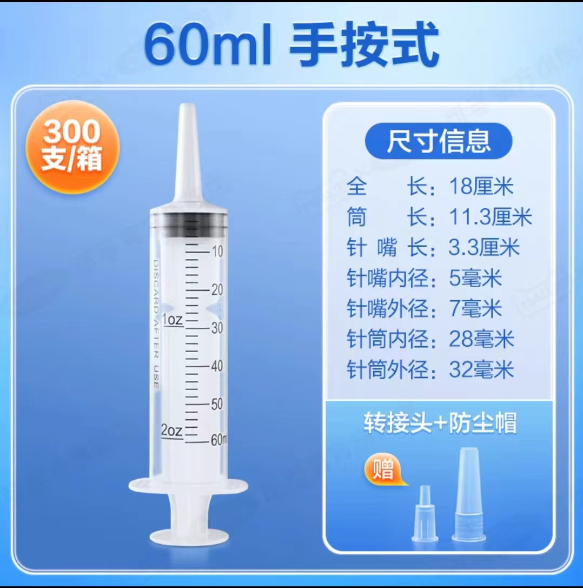 60ml 手按式
300
支/箱
10
20
1oz
30
40
50
2oz
60ml
DISCARD AFTER USE
尺寸信息
全长：18厘米
筒长：11.3厘米
针嘴长：3.3厘米
针嘴内径：5毫米
针嘴外径：7毫米
针筒内径：28毫米
针筒外径：32毫米
转接头+防尘帽
赠